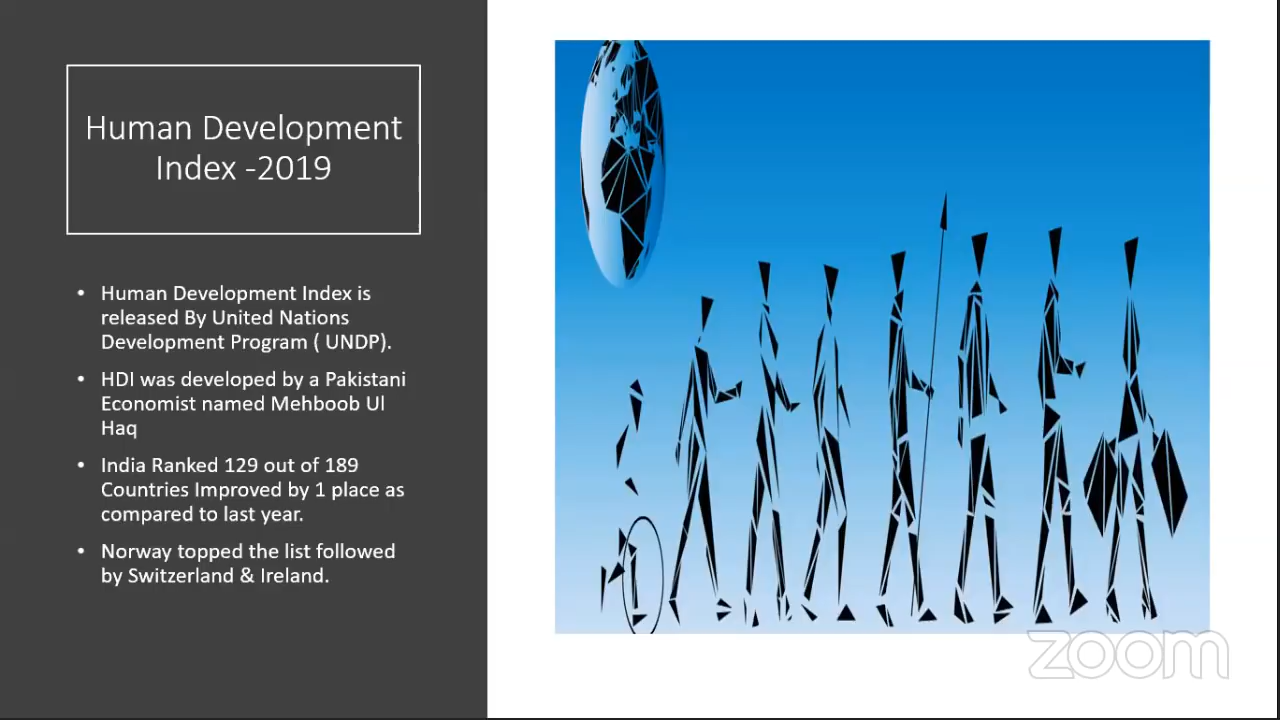 Human Development
Index -2019
• Human Development Index is
released By United Nations
Development Program ( UNDP).
• HDI was developed by a Pakistani
Economist named Mehboob Ul
Haq
• India Ranked 129 out of 189
Countries Improved by 1 place as
compared to last year.
• Norway topped the list followed
by Switzerland & Ireland.
zoom